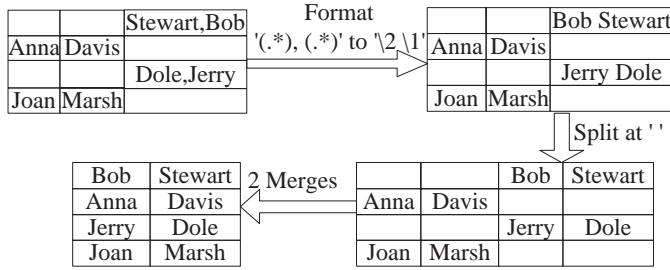 Stewart,Bob
Anna Davis
Dole,Jerry
Joan Marsh
Format
'(.*), (.*)' to '\2 \1'
Bob Stewart
Anna Davis
Jerry Dole
Joan Marsh
Split at ' '
Bob Stewart
Anna Davis
Jerry Dole
Joan Marsh
2 Merges
Bob Stewart
Anna Davis
Jerry Dole
Joan Marsh